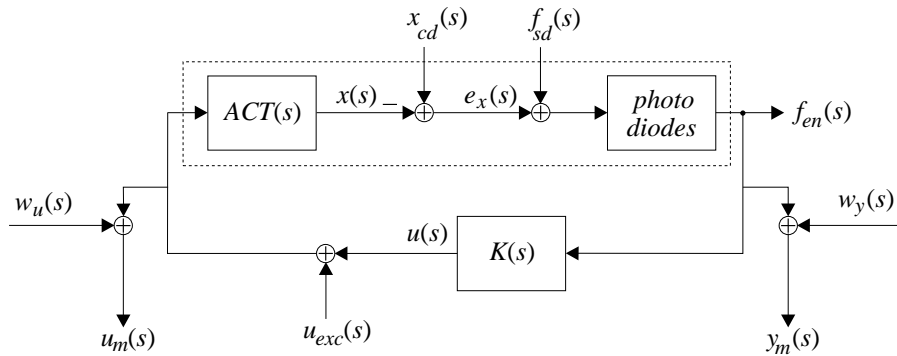 x_cd(s)
f_sd(s)
ACT(s)
x(s) –
e_x(s)
photo
diodes
f_en(s)
w_u(s)
u(s)
K(s)
w_y(s)
u_m(s)
u_exc(s)
y_m(s)